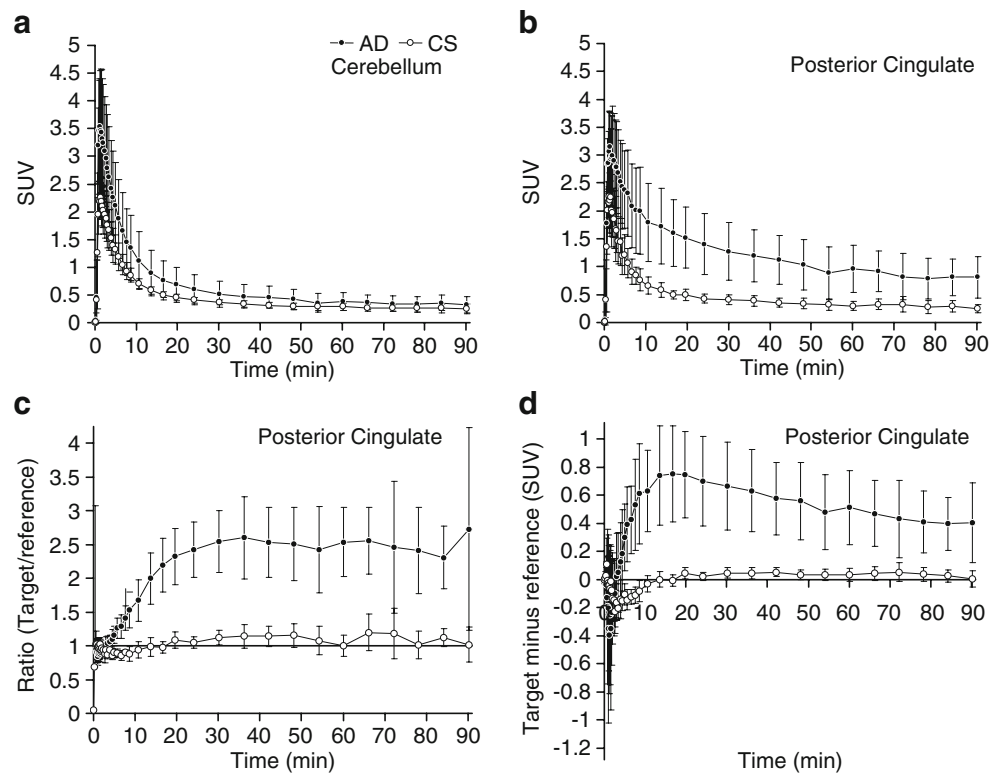 a
AD CS
Cerebellum
5
4.5
4
3.5
3
2.5
2
1.5
1
0.5
0
SUV
0 10 20 30 40 50 60 70 80 90
Time (min)
b
Posterior Cingulate
5
4.5
4
3.5
3
2.5
2
1.5
1
0.5
0
SUV
0 10 20 30 40 50 60 70 80 90
Time (min)
c
Posterior Cingulate
4
3.5
3
2.5
2
1.5
1
0.5
0
Ratio (Target/reference)
0 10 20 30 40 50 60 70 80 90
Time (min)
d
Posterior Cingulate
1
0.8
0.6
0.4
0.2
0
-0.2
-0.4
-0.6
-0.8
-1
-1.2
Target minus reference (SUV)
10 20 30 40 50 60 70 80 90
Time (min)